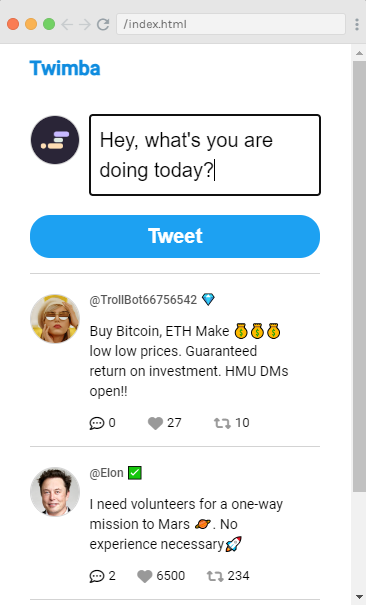 /index.html
Twimba
Hey, what's you are
doing today?
Tweet
@TrollBot66756542 💎
Buy Bitcoin, ETH Make 💰💰💰
low low prices. Guaranteed
return on investment. HMU DMs
open!!
0 27 10
@Elon ✅
I need volunteers for a one-way
mission to Mars 🪐. No
experience necessary🚀
2 6500 234